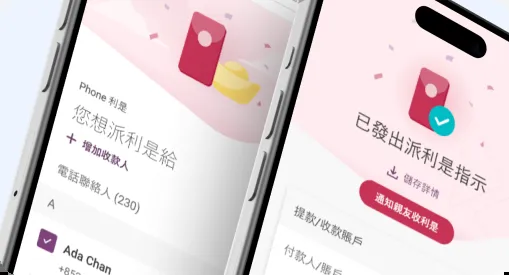 Phone 利是
您想派利是給
增加收款人
電話聯絡人 (230)
A
Ada Chan
已發出派利是指示
儲存詳情
通知親友收利是
提款/收款賬戶
付款人/賬戶